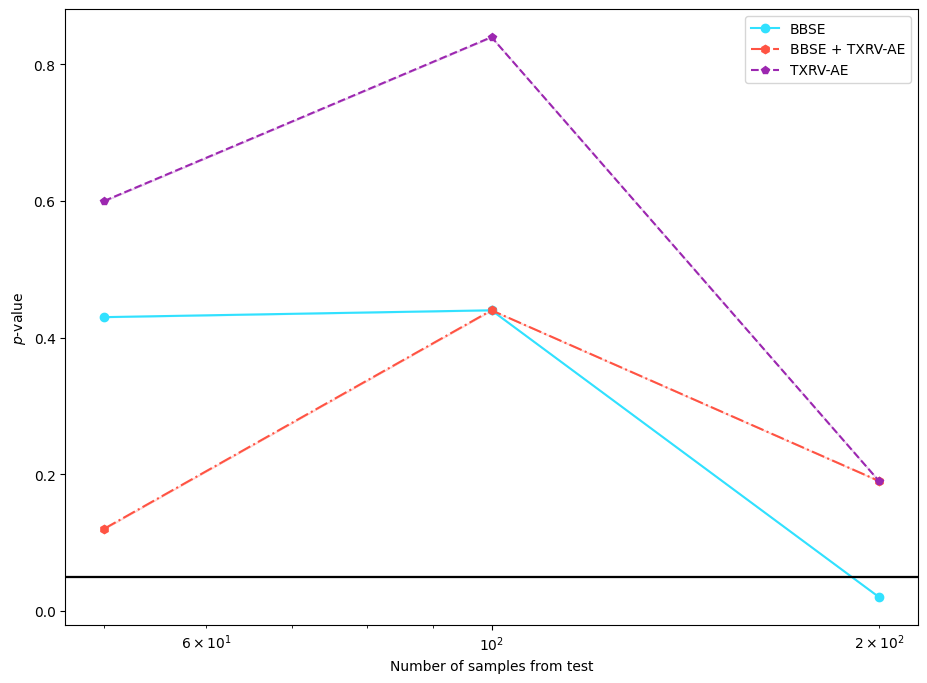 BBSE
BBSE + TXRV-AE
TXRV-AE
0.8
0.6
0.4
0.2
0.0
p-value
6 × 10¹
10²
2 × 10²
Number of samples from test